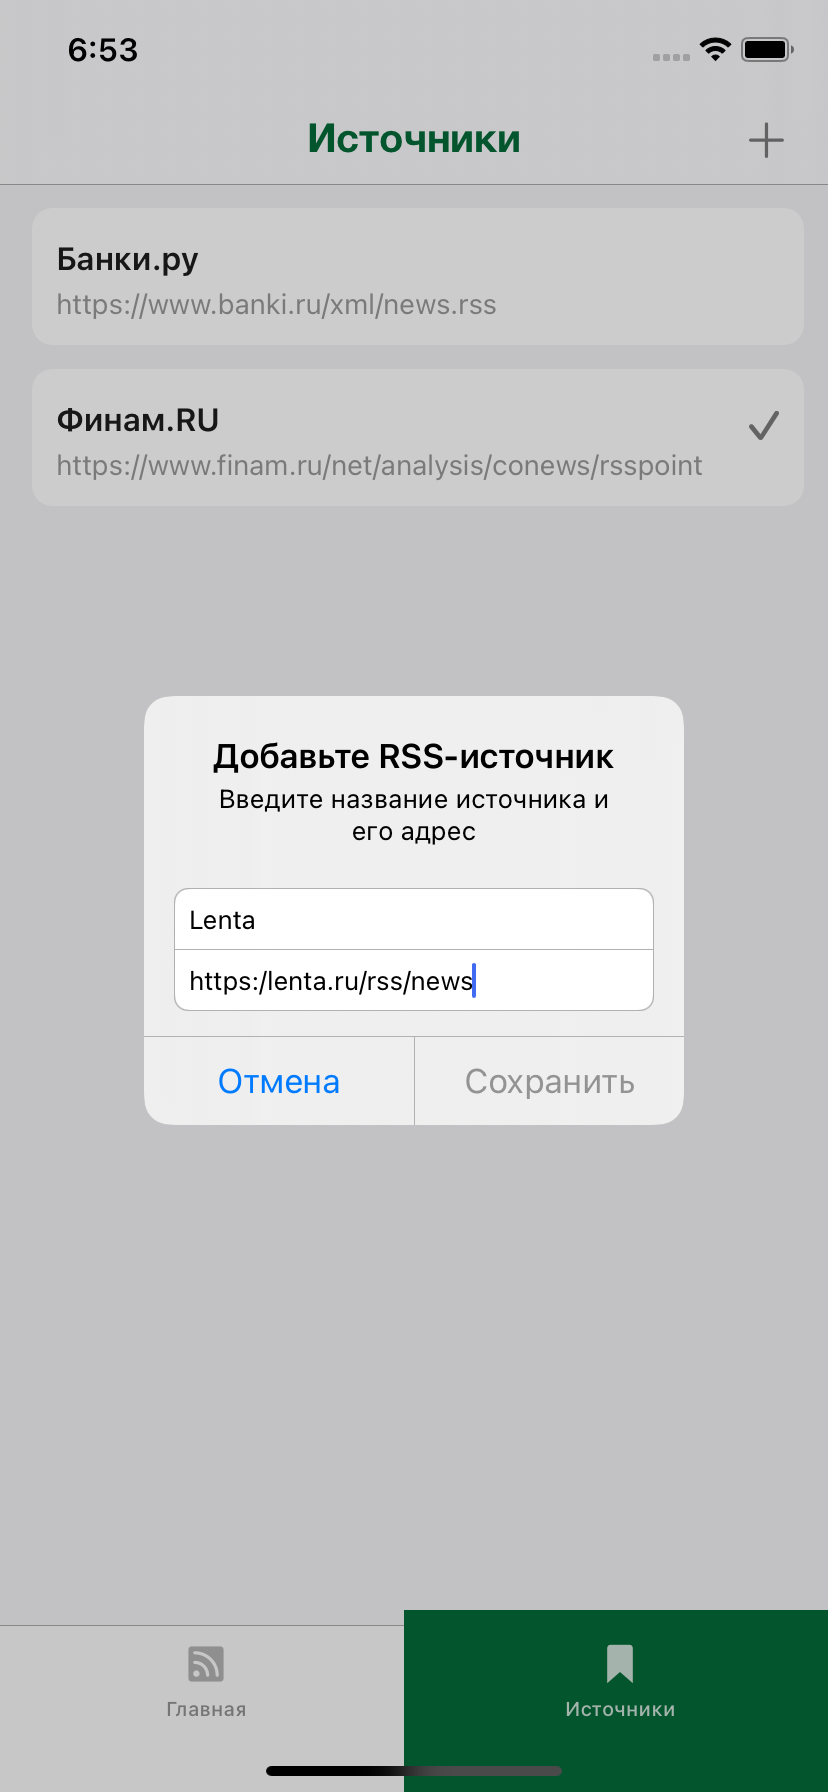 6:53
Источники
Банки.ру
https://www.banki.ru/xml/news.rss
Финам.RU
https://www.finam.ru/net/analysis/conews/rsspoint
Добавьте RSS-источник
Введите название источника и
его адрес
Lenta
https:/lenta.ru/rss/news
Отмена
Сохранить
Главная
Источники